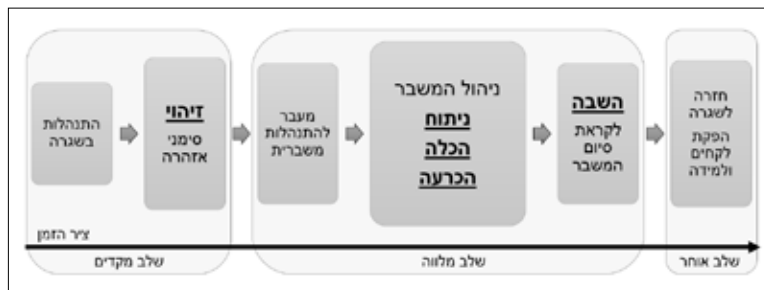 התנהלות
בשגרה
זיהוי
סימני
אזהרה
מעבר
להתנהלות
משברית
ניהול המשבר
ניתוח
הכלה
הכרעה
השבה
לקראת
סיום
המשבר
חזרה
לשגרה
הפקת
לקחים
ולמידה
ציר הזמן
שלב מקדים
שלב מלווה
שלב אוחר